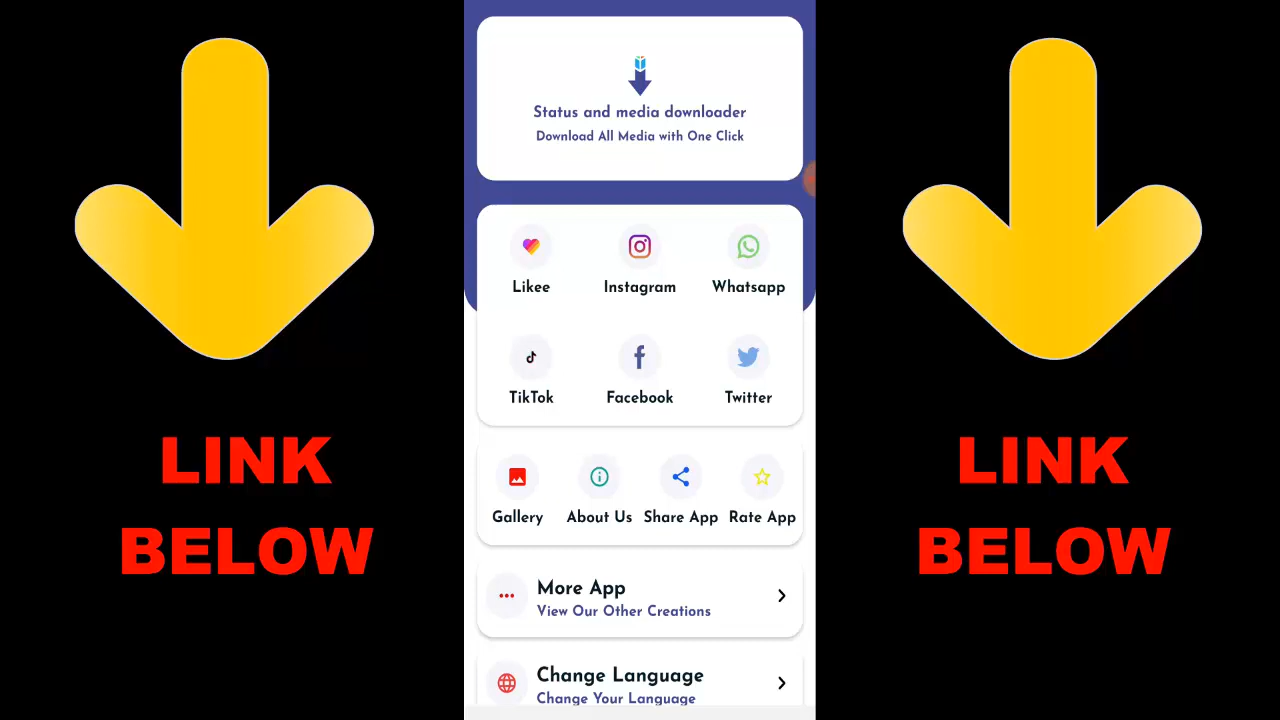 Status and media downloader
Download All Media with One Click
Likee Instagram Whatsapp
TikTok Facebook Twitter
Gallery About Us Share App Rate App
More App
View Our Other Creations
Change Language
Change Your Language
LINK
BELOW
LINK
BELOW